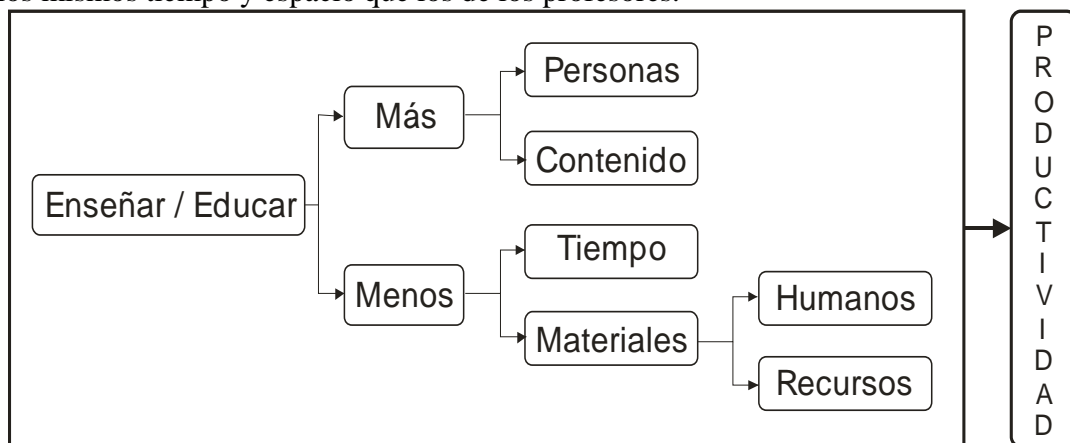 los mismos tiempo y espacio que los de los profesores.
Personas
Más
Contenido
Enseñar / Educar
Tiempo
Menos
Humanos
Materiales
Recursos
P
R
O
D
U
C
T
I
V
I
D
A
D